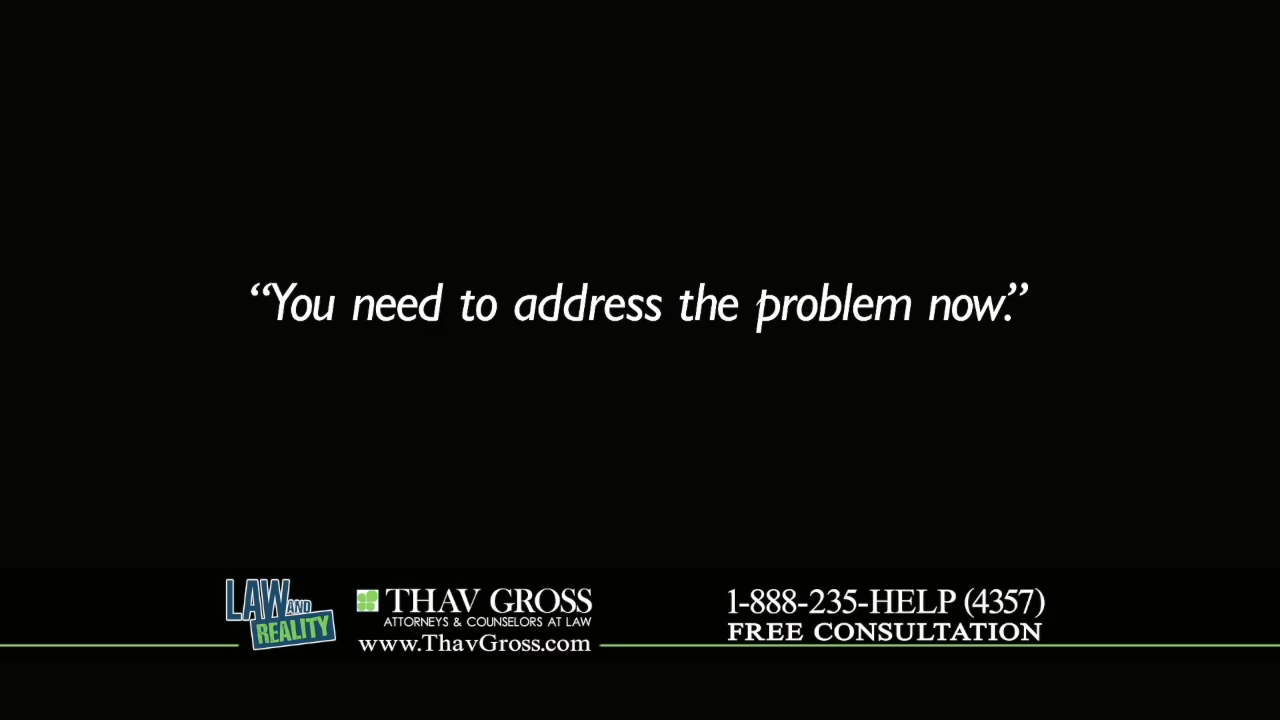 “You need to address the problem now.”
LAW AND REALITY
THAV GROSS
ATTORNEYS & COUNSELORS AT LAW
www.ThavGross.com
1-888-235-HELP (4357)
FREE CONSULTATION